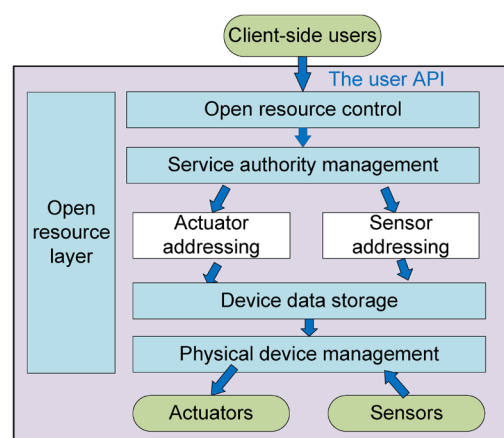 Client-side users
The user API
Open resource control
Service authority management
Open
resource
layer
Actuator
addressing
Sensor
addressing
Device data storage
Physical device management
Actuators
Sensors